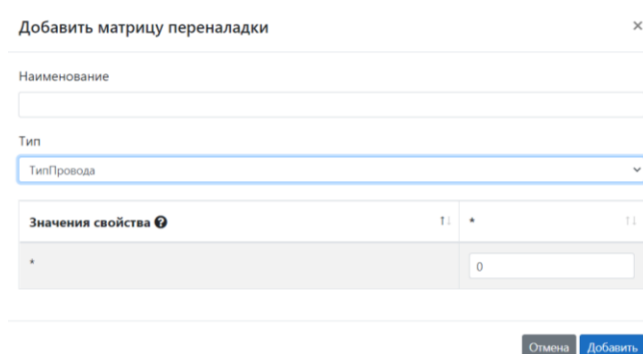 Добавить матрицу переналадки ×
Наименование
Тип
ТипПровода
Значения свойства ? *
* 0
Отмена Добавить